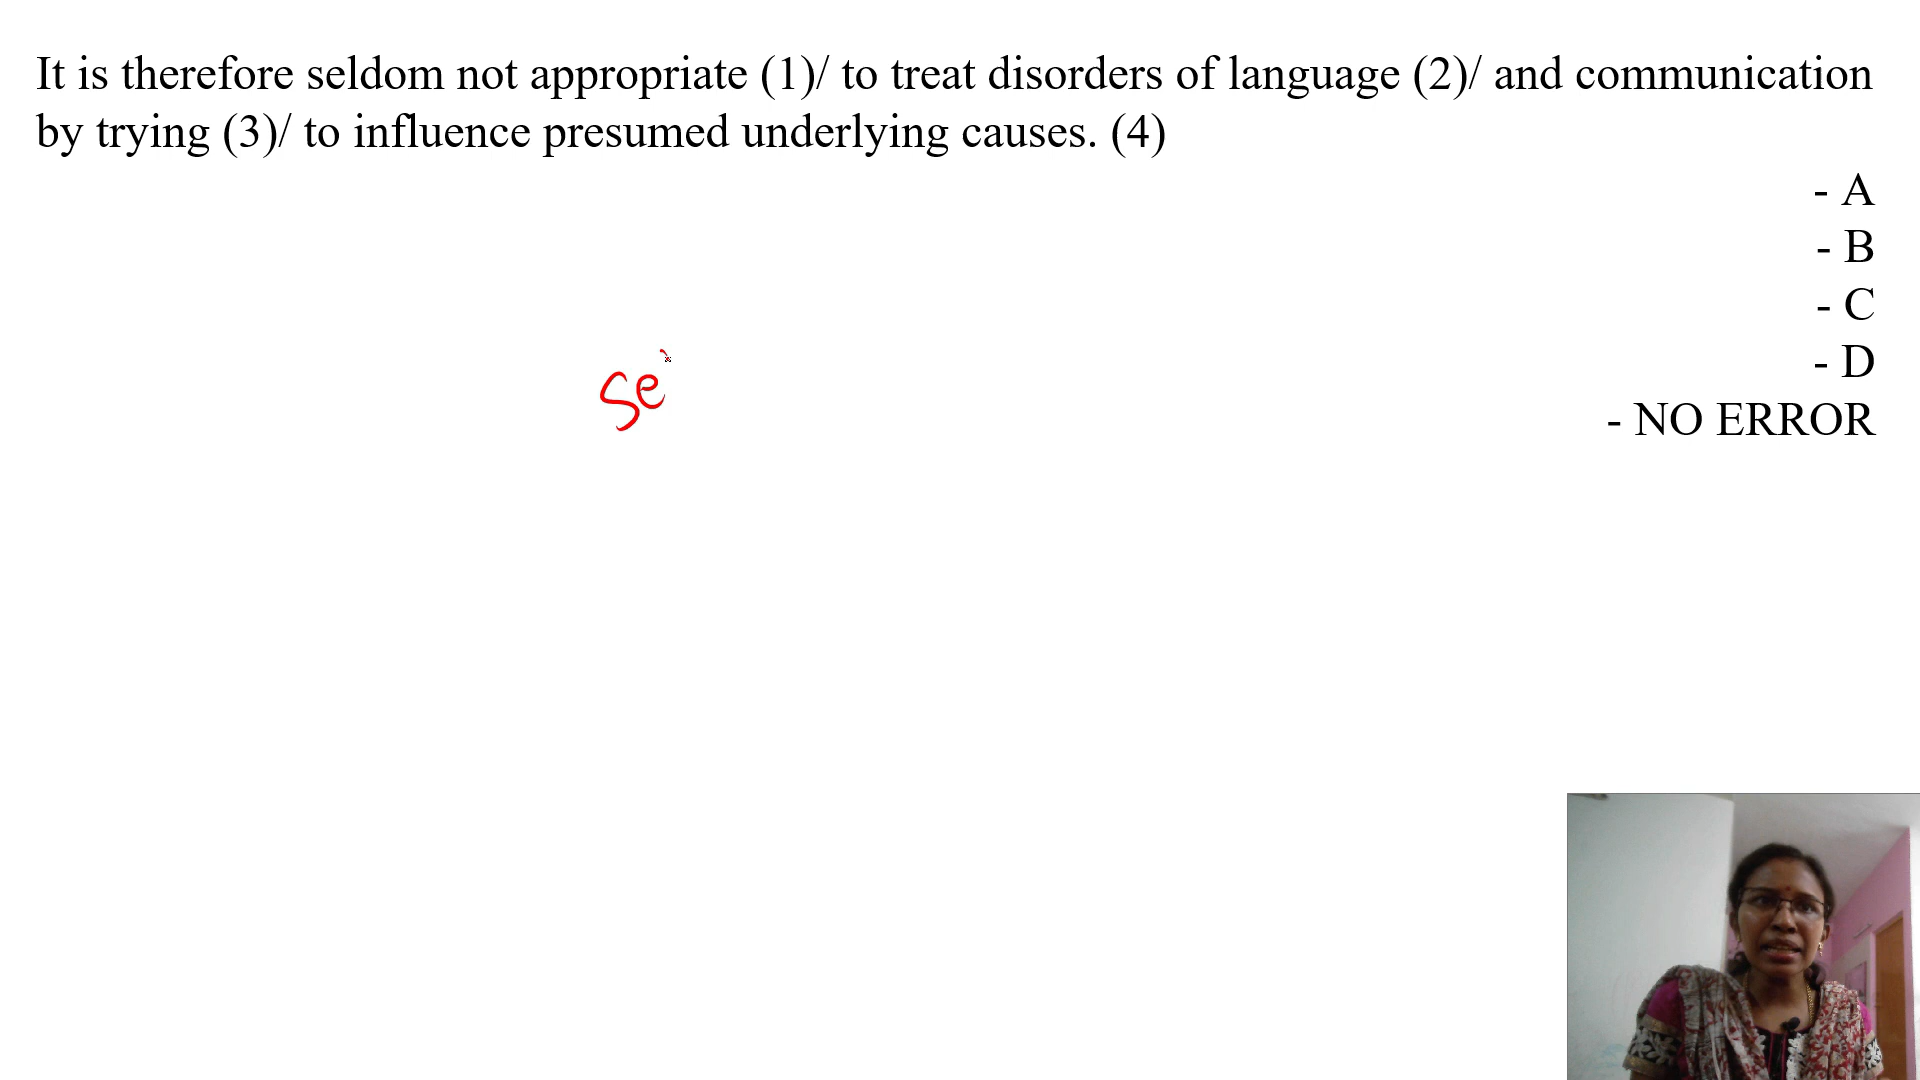 It is therefore seldom not appropriate (1)/ to treat disorders of language (2)/ and communication
by trying (3)/ to influence presumed underlying causes. (4)
- A
- B
- C
- D
- NO ERROR
se